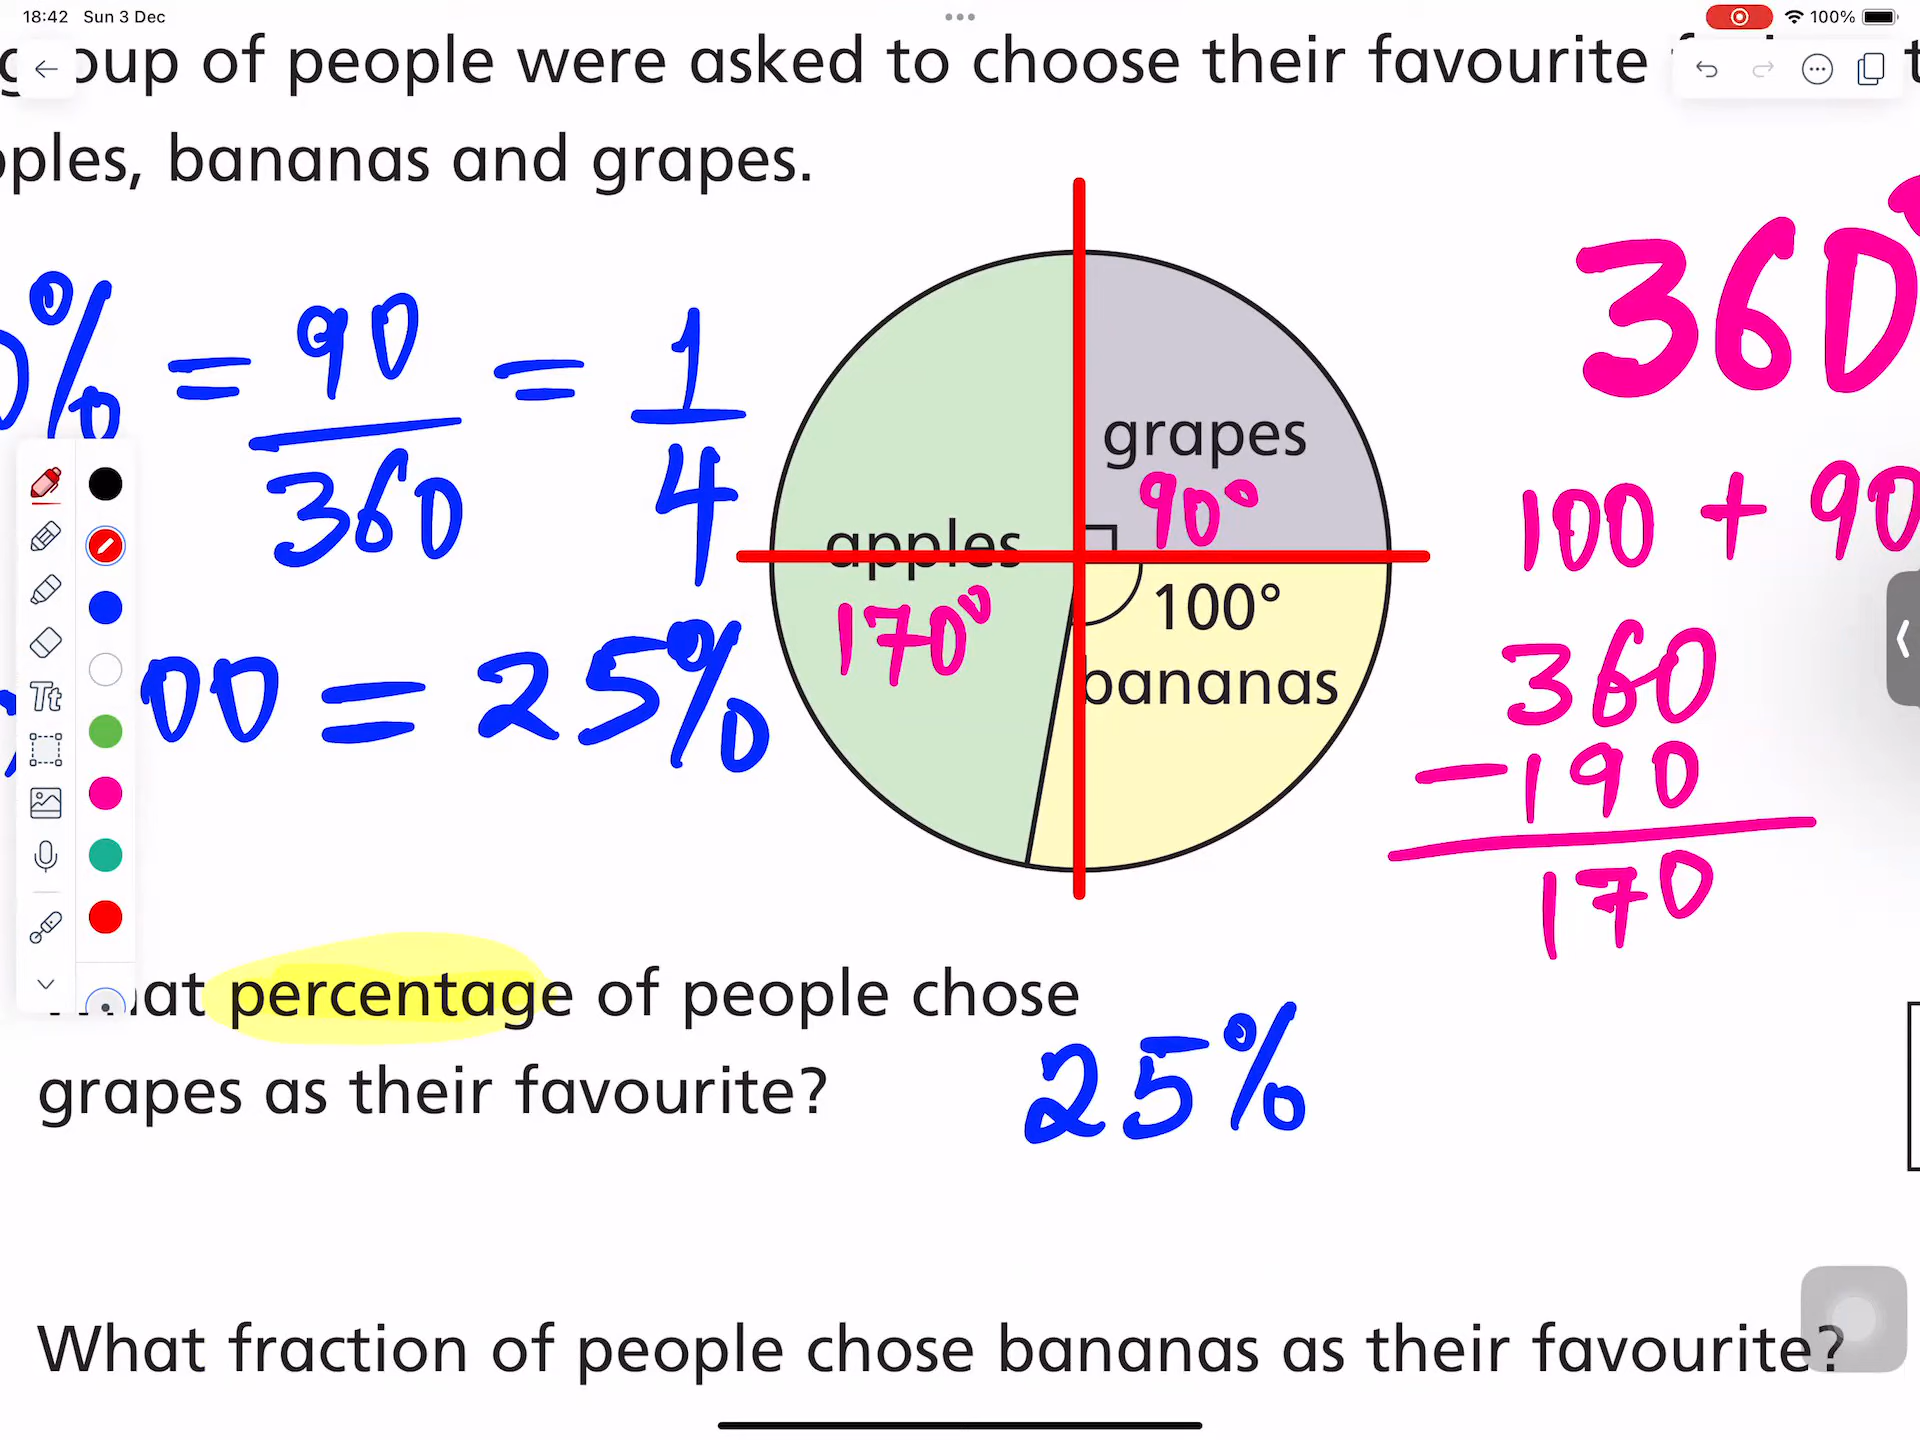 18:42 Sun 3 Dec
100%
oup of people were asked to choose their favourite
pples, bananas and grapes.
360°
0% = 90/360 = 1/4
grapes
90°
100 + 90
apples
170°
100°
bananas
360
00 = 25%
-190
170
Tt
at percentage of people chose
grapes as their favourite?
25%
What fraction of people chose bananas as their favourite?